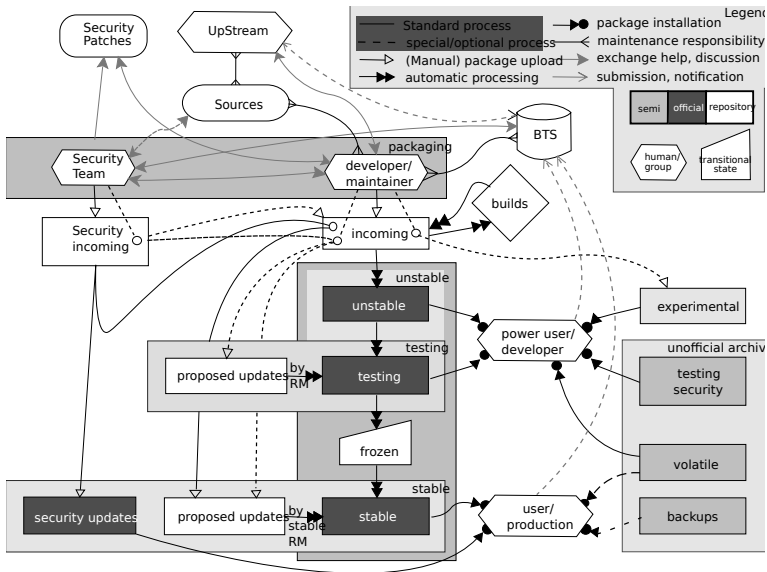 Legend
Standard process
special/optional process
(Manual) package upload
automatic processing
package installation
maintenance responsibility
exchange help, discussion
submission, notification
semi
official
repository
human/
group
transitional
state
Security
Patches
UpStream
Sources
BTS
packaging
Security
Team
developer/
maintainer
Security
incoming
incoming
builds
unstable
unstable
experimental
power user/
developer
testing
proposed updates
by
RM
testing
unofficial archiv
testing
security
frozen
volatile
stable
security updates
proposed updates
by
stable
RM
stable
user/
production
backups